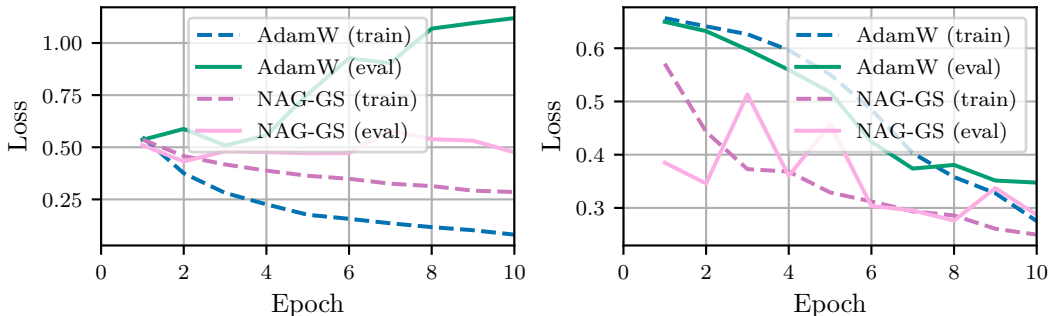 1.00
0.75
0.50
0.25
0
2
4
6
8
10
Loss
Epoch
AdamW (train)
AdamW (eval)
NAG-GS (train)
NAG-GS (eval)
0.6
0.5
0.4
0.3
0
2
4
6
8
10
Loss
Epoch
AdamW (train)
AdamW (eval)
NAG-GS (train)
NAG-GS (eval)